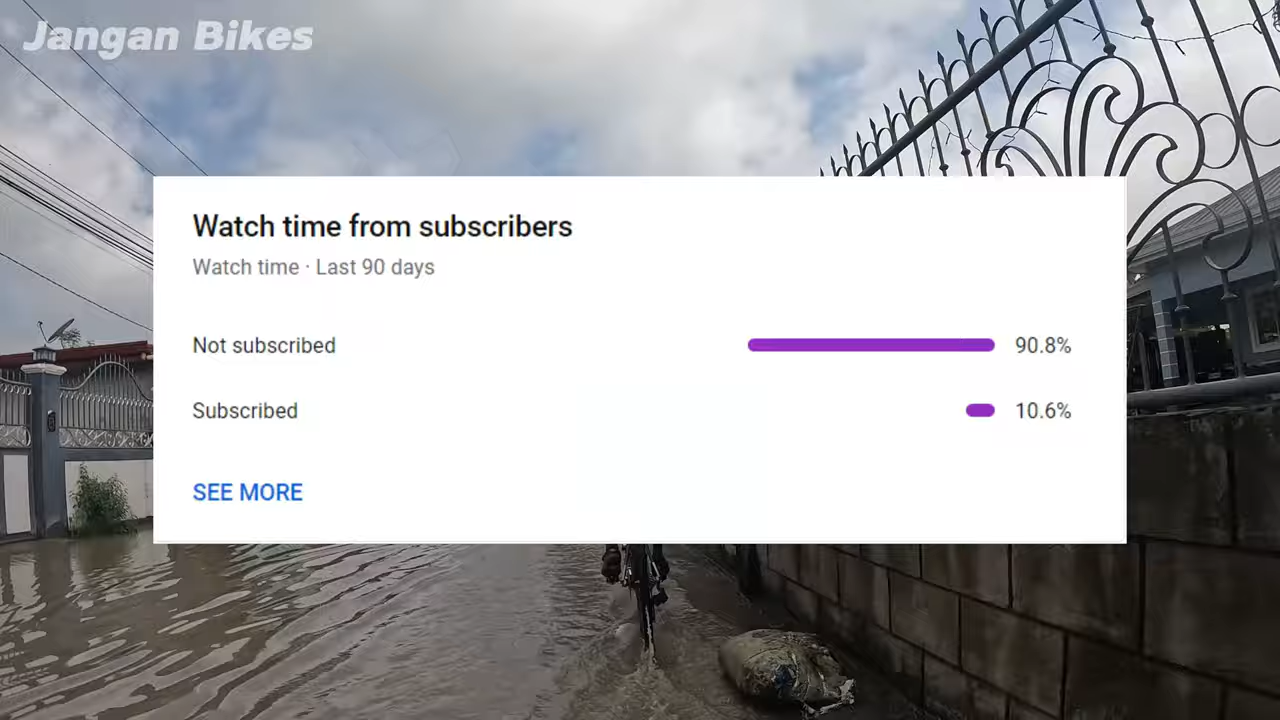 Jangan Bikes
Watch time from subscribers
Watch time · Last 90 days
Not subscribed 90.8%
Subscribed 10.6%
SEE MORE